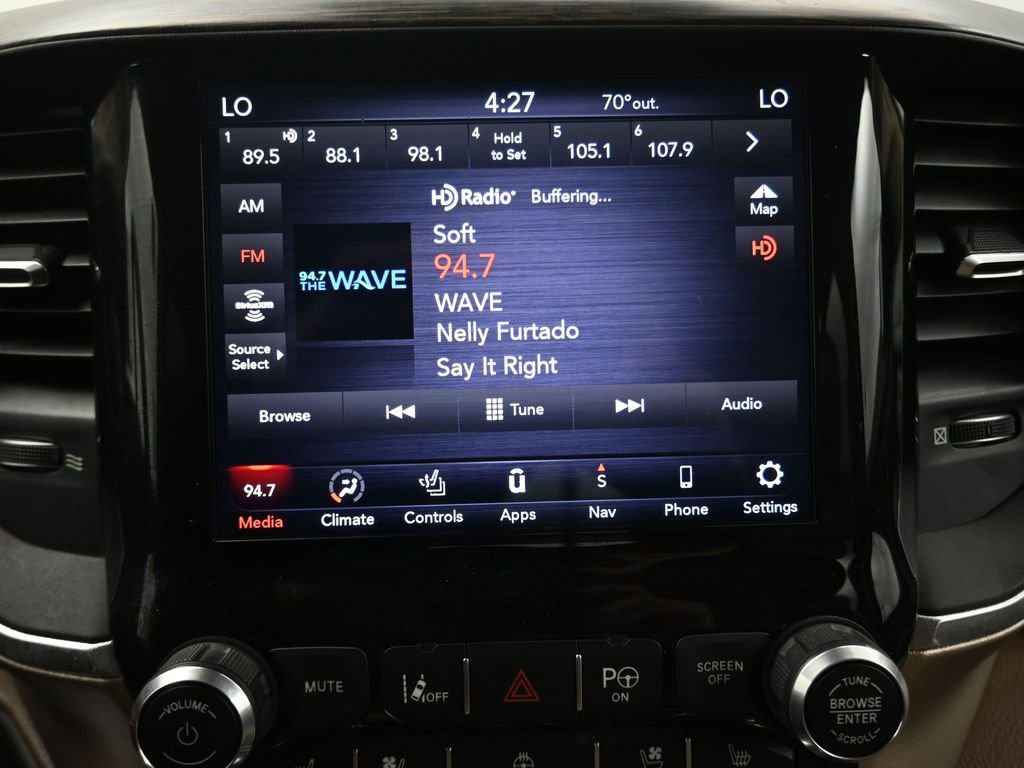 LO 4:27 70°out. LO
1 HD 89.5 2 88.1 3 98.1 4 Hold to Set 5 105.1 6 107.9
HD Radio Buffering...
AM
Map
Soft
FM
94.7
HD
94.7 THE WAVE
WAVE
SiriusXM
Nelly Furtado
Source Select
Say It Right
Browse Tune Audio
94.7 S
Media Climate Controls Apps Nav Phone Settings
VOLUME
MUTE
OFF
P ON
SCREEN OFF
TUNE
BROWSE
ENTER
SCROLL